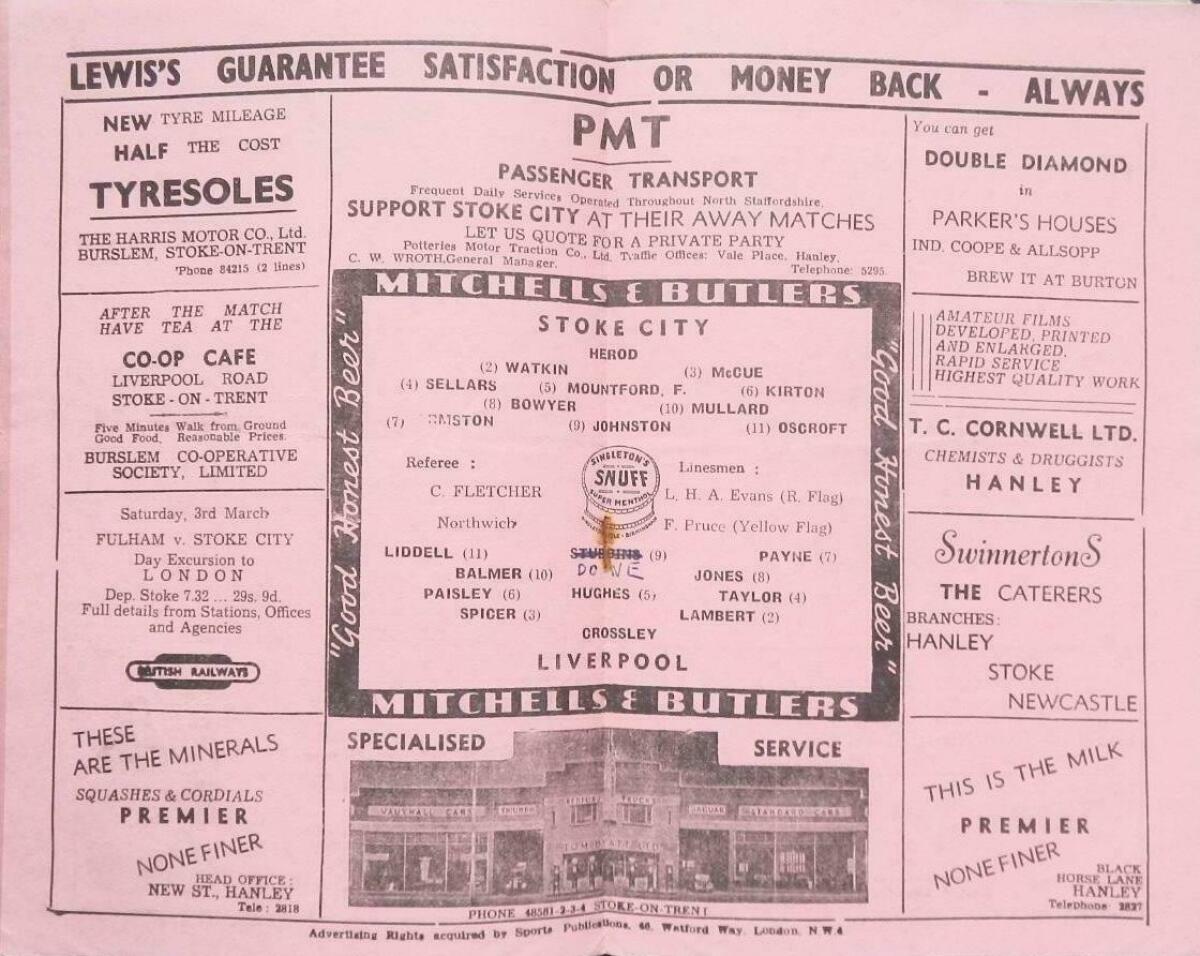 LEWIS'S GUARANTEE SATISFACTION OR MONEY BACK - ALWAYS
NEW TYRE MILEAGE
HALF THE COST
TYRESOLES
THE HARRIS MOTOR CO., Ltd.
BURSLEM, STOKE-ON-TRENT
'Phone 84215 (2 lines)
AFTER THE MATCH
HAVE TEA AT THE
CO-OP CAFE
LIVERPOOL ROAD
STOKE - ON - TRENT
Five Minutes Walk from Ground
Good Food, Reasonable Prices.
BURSLEM CO-OPERATIVE
SOCIETY, LIMITED
Saturday, 3rd March
FULHAM v. STOKE CITY
Day Excursion to
LONDON
Dep. Stoke 7.32 ... 29s. 9d.
Full details from Stations, Offices
and Agencies
BRITISH RAILWAYS
THESE
ARE THE MINERALS
SQUASHES & CORDIALS
PREMIER
NONE FINER
HEAD OFFICE :
NEW ST., HANLEY
Tele : 2818
PMT
PASSENGER TRANSPORT
Frequent Daily Services Operated Throughout North Staffordshire.
SUPPORT STOKE CITY AT THEIR AWAY MATCHES
LET US QUOTE FOR A PRIVATE PARTY
Potteries Motor Traction Co., Ltd. Traffic Offices: Vale Place, Hanley.
C. W. WROTH, General Manager. Telephone: 5295.
MITCHELLS & BUTLERS
"Good Honest Beer"
STOKE CITY
HEROD
(2) WATKIN (3) McCUE
(4) SELLARS (5) MOUNTFORD, F. (6) KIRTON
(8) BOWYER (10) MULLARD
(7) (9) JOHNSTON (11) OSCROFT
Referee :
C. FLETCHER
Northwich
SINGLETON'S
SNUFF
SUPER MENTHOL
Linesmen :
L. H. A. Evans (R. Flag)
F. Pruce (Yellow Flag)
LIDDELL (11) STUBBINS (9) PAYNE (7)
DONE
BALMER (10) JONES (8)
PAISLEY (6) HUGHES (5) TAYLOR (4)
SPICER (3) LAMBERT (2)
CROSSLEY
LIVERPOOL
"Good Honest Beer"
MITCHELLS & BUTLERS
SPECIALISED SERVICE
VAUXHALL CARS TRIUMPH BEDFORD TRUCKS JAGUAR STANDARD CARS
TOM BYATT LTD
PHONE 48581-2-3-4 STOKE-ON-TRENT
You can get
DOUBLE DIAMOND
in
PARKER'S HOUSES
IND. COOPE & ALLSOPP
BREW IT AT BURTON
AMATEUR FILMS
DEVELOPED, PRINTED
AND ENLARGED.
RAPID SERVICE
HIGHEST QUALITY WORK
T. C. CORNWELL LTD.
CHEMISTS & DRUGGISTS
HANLEY
SwinnertonS
THE CATERERS
BRANCHES:
HANLEY
STOKE
NEWCASTLE
THIS IS THE MILK
PREMIER
NONE FINER
BLACK
HORSE LANE
HANLEY
Telephone 2827
Advertising Rights acquired by Sports Publications, 46, Watford Way, London, N.W.4